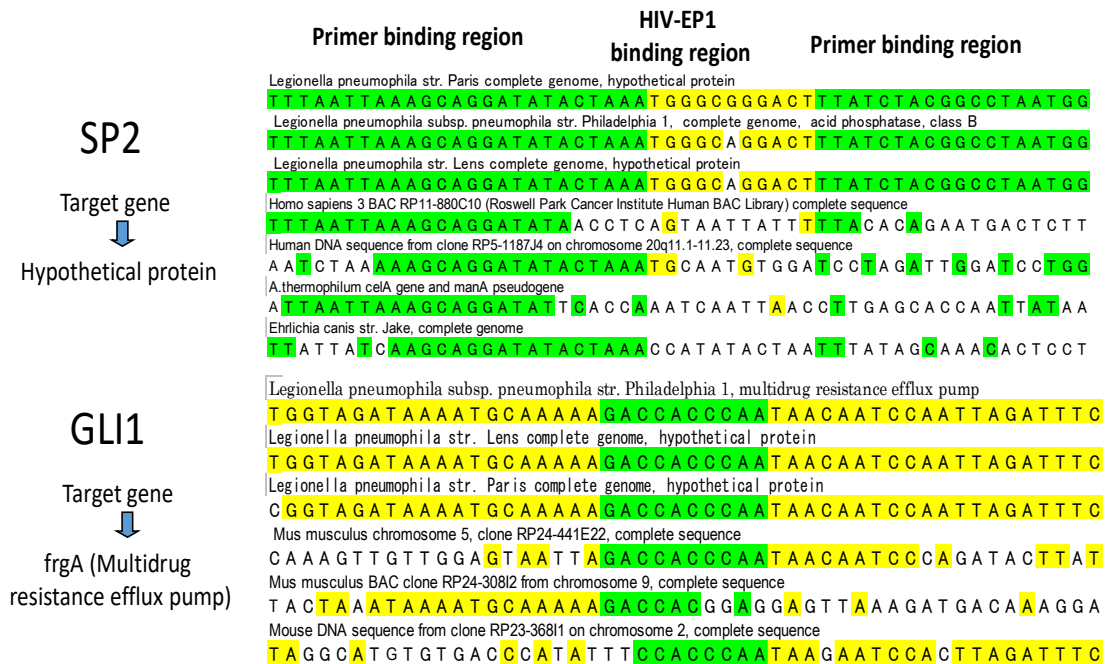 Primer binding region
HIV-EP1
binding region
Primer binding region
SP2
Target gene
Hypothetical protein
Legionella pneumophila str. Paris complete genome, hypothetical protein
TTTAATTAAAGCAGGATATACTAAATGGGCGGGACTTTATCTACGGCCTAATGG
Legionella pneumophila subsp. pneumophila str. Philadelphia 1, complete genome, acid phosphatase, class B
TTTAATTAAAGCAGGATATACTAAATGGGCAGGACTTTATCTACGGCCTAATGG
Legionella pneumophila str. Lens complete genome, hypothetical protein
TTTAATTAAAGCAGGATATACTAAATGGGCAGGACTTTATCTACGGCCTAATGG
Homo sapiens 3 BAC RP11-880C10 (Roswell Park Cancer Institute Human BAC Library) complete sequence
TTTAATTAAAGCAGGATATAACCTCAGTAATTATTTTTACACAGAATGACTCTT
Human DNA sequence from clone RP5-1187J4 on chromosome 20q11.1-11.23, complete sequence
AATCTAAAAAGCAGGATATACTAAATGCAATGTGGATCCTAGATTGGATCCTGG
A.thermophilum celA gene and manA pseudogene
ATTAATTAAAGCAGGATATTCACCAAATCAATTAACCTTGAGCACCAATTATAA
Ehrlichia canis str. Jake, complete genome
TTATTATCAAGCAGGATATACTAAACCATATACTAATTTATAGCAAACACTCCT
GLI1
Target gene
frgA (Multidrug
resistance efflux pump)
Legionella pneumophila subsp. pneumophila str. Philadelphia 1, multidrug resistance efflux pump
TGGTAGATAAAATGCAAAAAGACCACCCAATAACAATCCAATTAGATTTC
Legionella pneumophila str. Lens complete genome, hypothetical protein
TGGTAGATAAAATGCAAAAAGACCACCCAATAACAATCCAATTAGATTTC
Legionella pneumophila str. Paris complete genome, hypothetical protein
CGGTAGATAAAATGCAAAAAGACCACCCAATAACAATCCAATTAGATTTC
Mus musculus chromosome 5, clone RP24-441E22, complete sequence
CAAAGTTGTTGGAGTAATTAGACCACCCAATAACAATCCCAGATACTTAT
Mus musculus BAC clone RP24-308I2 from chromosome 9, complete sequence
TACTAAATAAAATGCAAAAAGACCACGGAGGAGTTAAAGATGACAAAGGA
Mouse DNA sequence from clone RP23-368I1 on chromosome 2, complete sequence
TAGGCATGTGTGACCCATATTTCCACCCAATAAGAATCCACTTAGATTTC